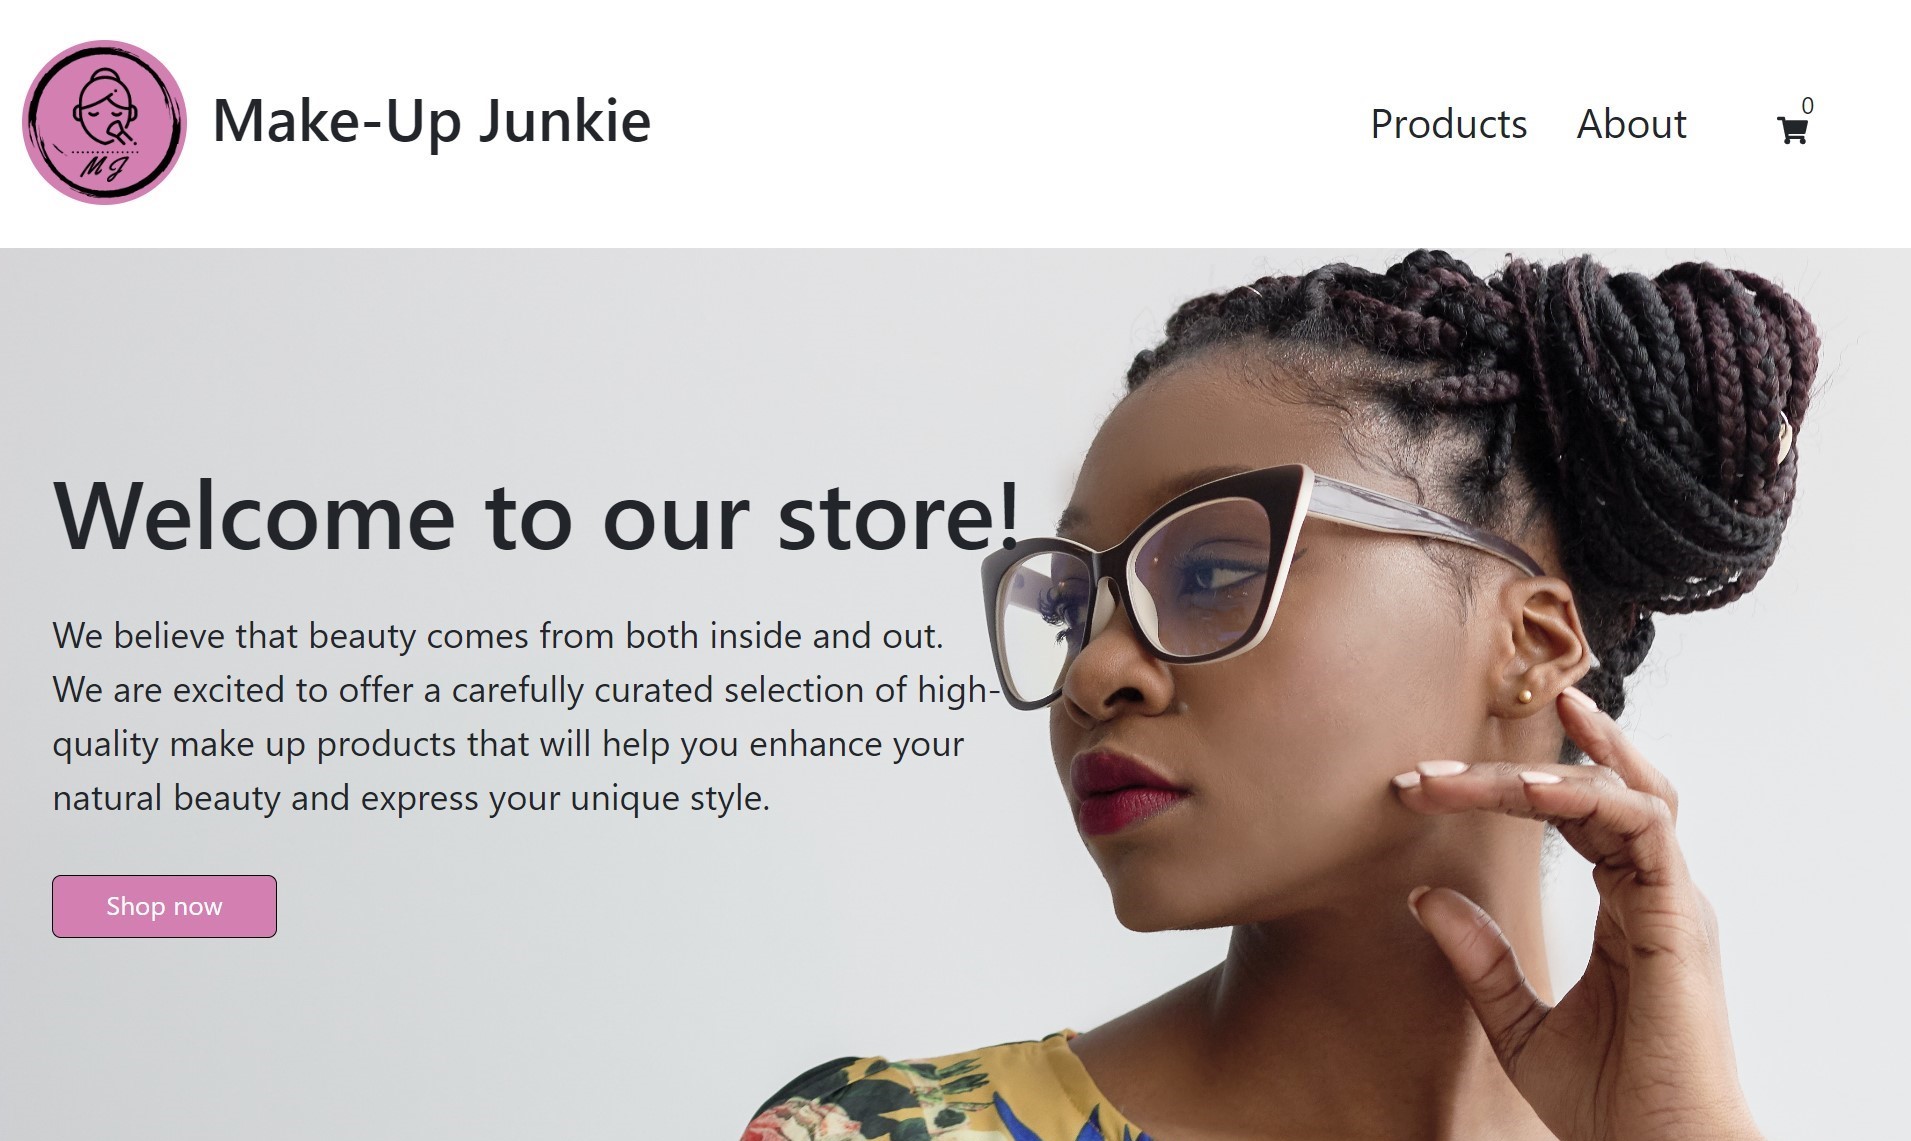 MJ
Make-Up Junkie
Products
About
0
Welcome to our store!
We believe that beauty comes from both inside and out.
We are excited to offer a carefully curated selection of high-
quality make up products that will help you enhance your
natural beauty and express your unique style.
Shop now